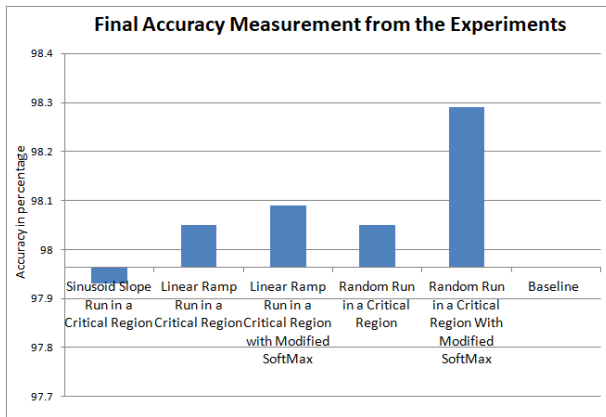 Final Accuracy Measurement from the Experiments
Accuracy in percentage
98.4
98.3
98.2
98.1
98
97.9
97.8
97.7
Sinusoid Slope
Run in a
Critical Region
Linear Ramp
Run in a
Critical Region
Linear Ramp
Run in a
Critical Region
with Modified
SoftMax
Random Run
in a Critical
Region
Random Run
in a Critical
Region With
Modified
SoftMax
Baseline